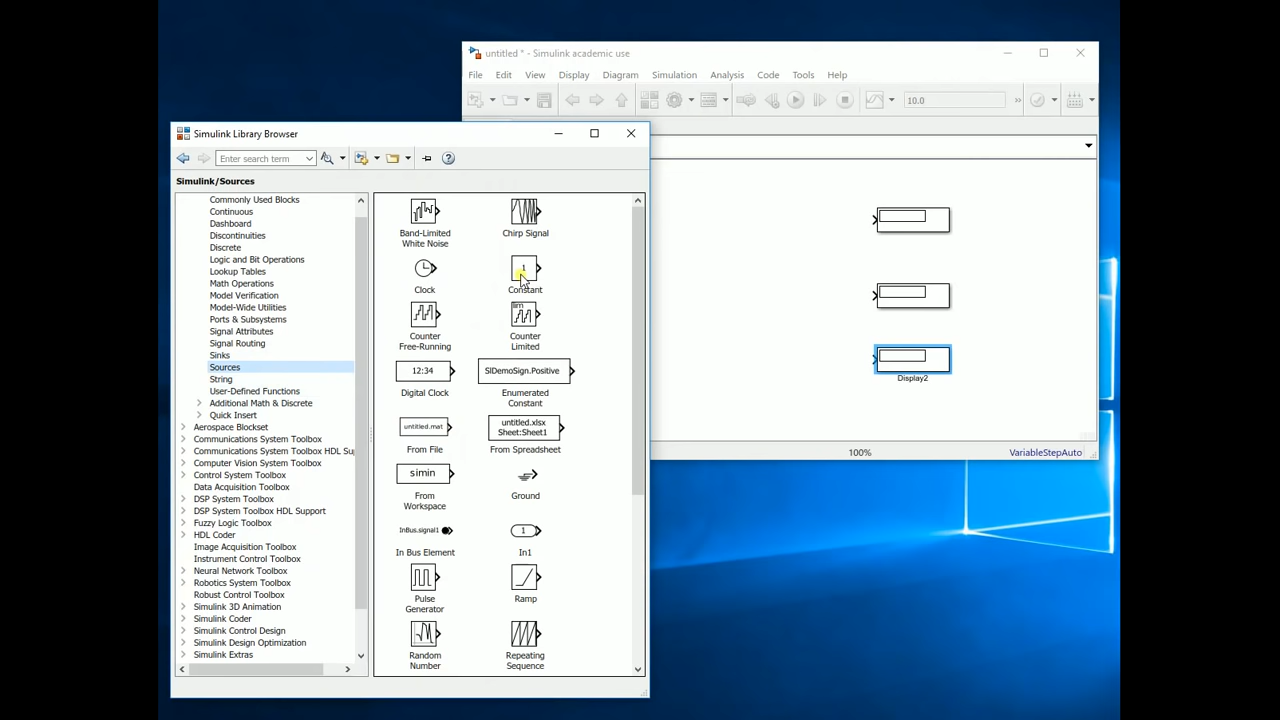 untitled * - Simulink academic use
File Edit View Display Diagram Simulation Analysis Code Tools Help
10.0
»
Simulink Library Browser
Enter search term
Simulink/Sources
Commonly Used Blocks
Continuous
Dashboard
Discontinuities
Discrete
Logic and Bit Operations
Lookup Tables
Math Operations
Model Verification
Model-Wide Utilities
Ports & Subsystems
Signal Attributes
Signal Routing
Sinks
Sources
String
User-Defined Functions
Additional Math & Discrete
Quick Insert
Aerospace Blockset
Communications System Toolbox
Communications System Toolbox HDL Su
Computer Vision System Toolbox
Control System Toolbox
Data Acquisition Toolbox
DSP System Toolbox
DSP System Toolbox HDL Support
Fuzzy Logic Toolbox
HDL Coder
Image Acquisition Toolbox
Instrument Control Toolbox
Neural Network Toolbox
Robotics System Toolbox
Robust Control Toolbox
Simulink 3D Animation
Simulink Coder
Simulink Control Design
Simulink Design Optimization
Simulink Extras
Band-Limited
White Noise
Chirp Signal
Clock
1
Constant
Counter
Free-Running
lim
Counter
Limited
12:34
Digital Clock
SlDemoSign.Positive
Enumerated
Constant
untitled.mat
From File
untitled.xlsx
Sheet:Sheet1
From Spreadsheet
simin
From
Workspace
Ground
InBus.signal1
In Bus Element
1
In1
Pulse
Generator
Ramp
Random
Number
Repeating
Sequence
Display2
100%
VariableStepAuto